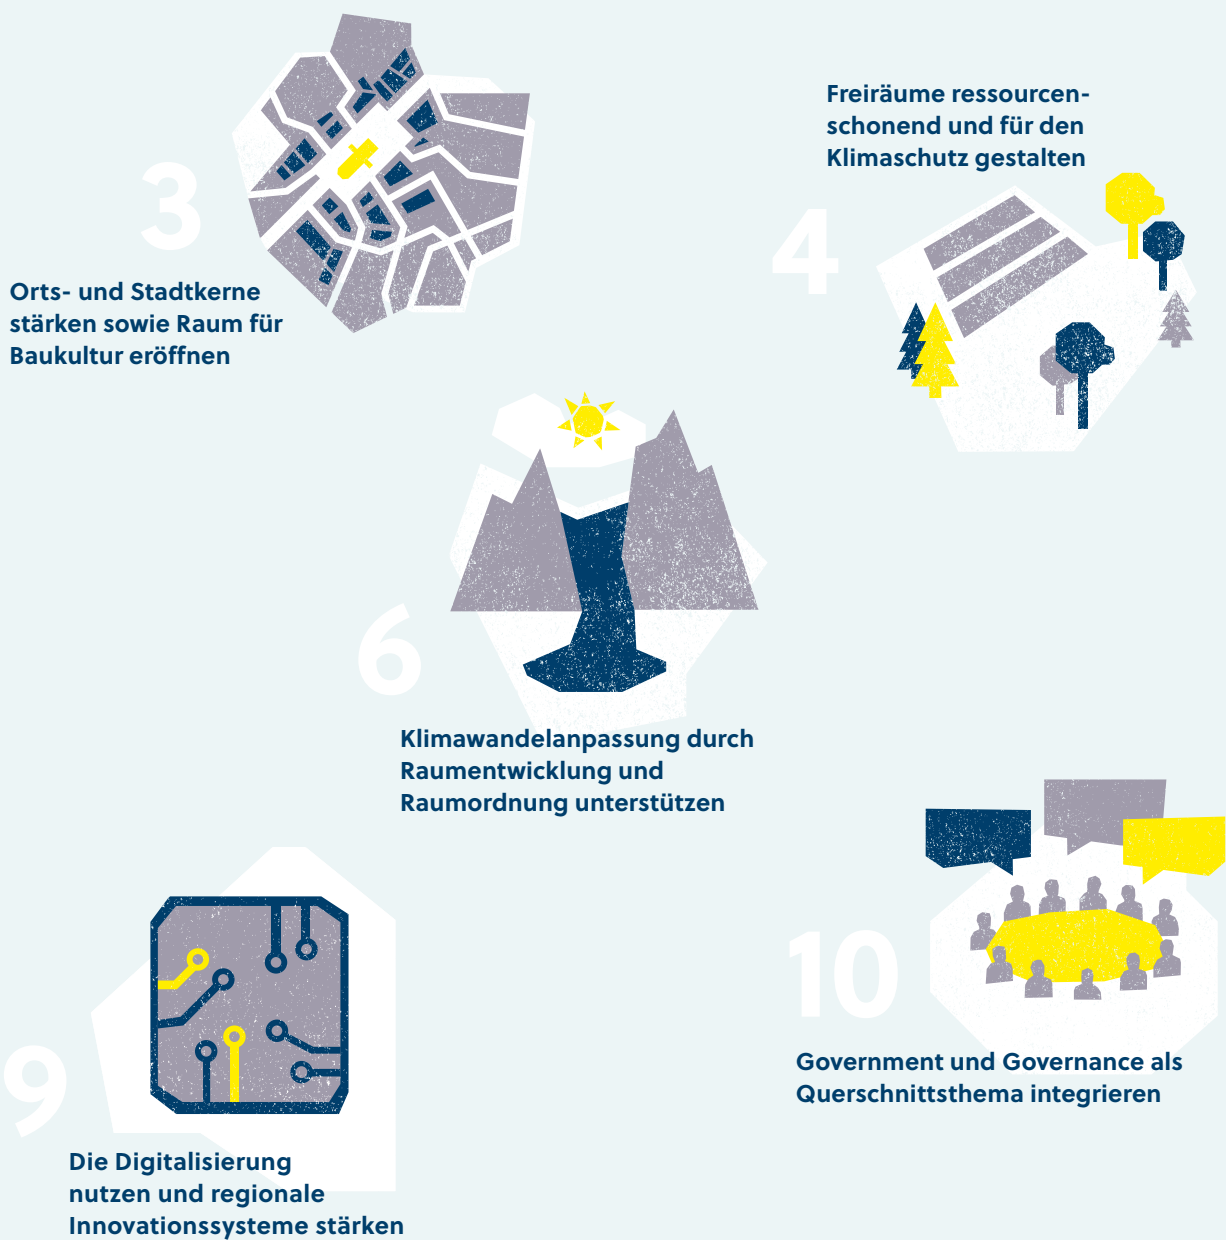 3
Orts- und Stadtkerne
stärken sowie Raum für
Baukultur eröffnen
Freiräume ressourcen-
schonend und für den
Klimaschutz gestalten
4
6
Klimawandelanpassung durch
Raumentwicklung und
Raumordnung unterstützen
9
Die Digitalisierung
nutzen und regionale
Innovationssysteme stärken
10
Government und Governance als
Querschnittsthema integrieren